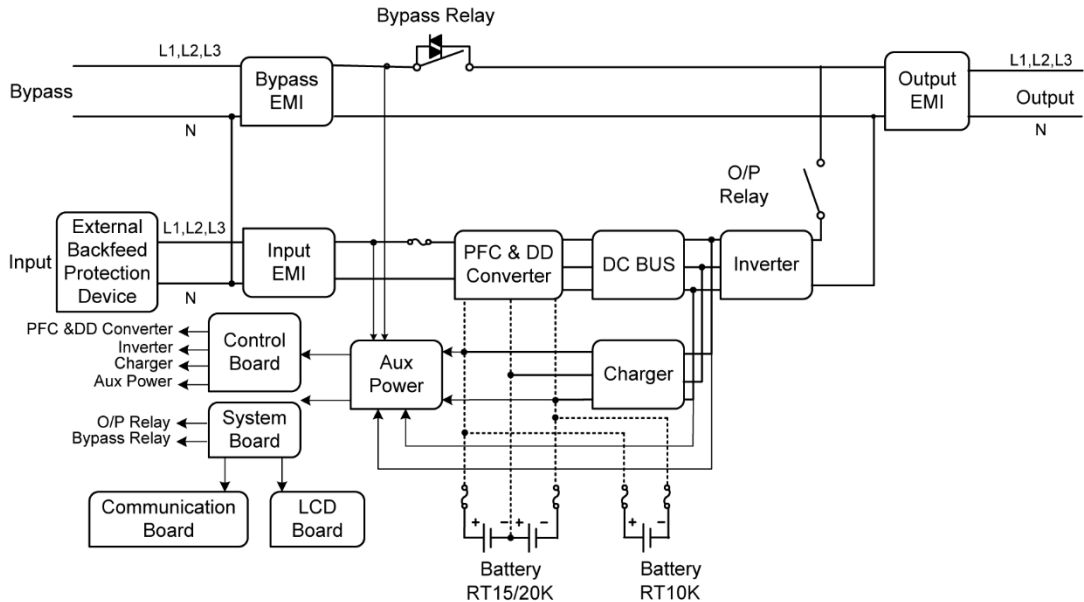 Bypass Relay
L1,L2,L3
Bypass
N
Bypass
EMI
Output
EMI
L1,L2,L3
Output
N
O/P
Relay
Input
External
Backfeed
Protection
Device
L1,L2,L3
N
Input
EMI
PFC & DD
Converter
DC BUS
Inverter
PFC &DD Converter
Inverter
Charger
Aux Power
Control
Board
Aux
Power
Charger
O/P Relay
Bypass Relay
System
Board
Communication
Board
LCD
Board
+ − + −
Battery
RT15/20K
+ −
Battery
RT10K